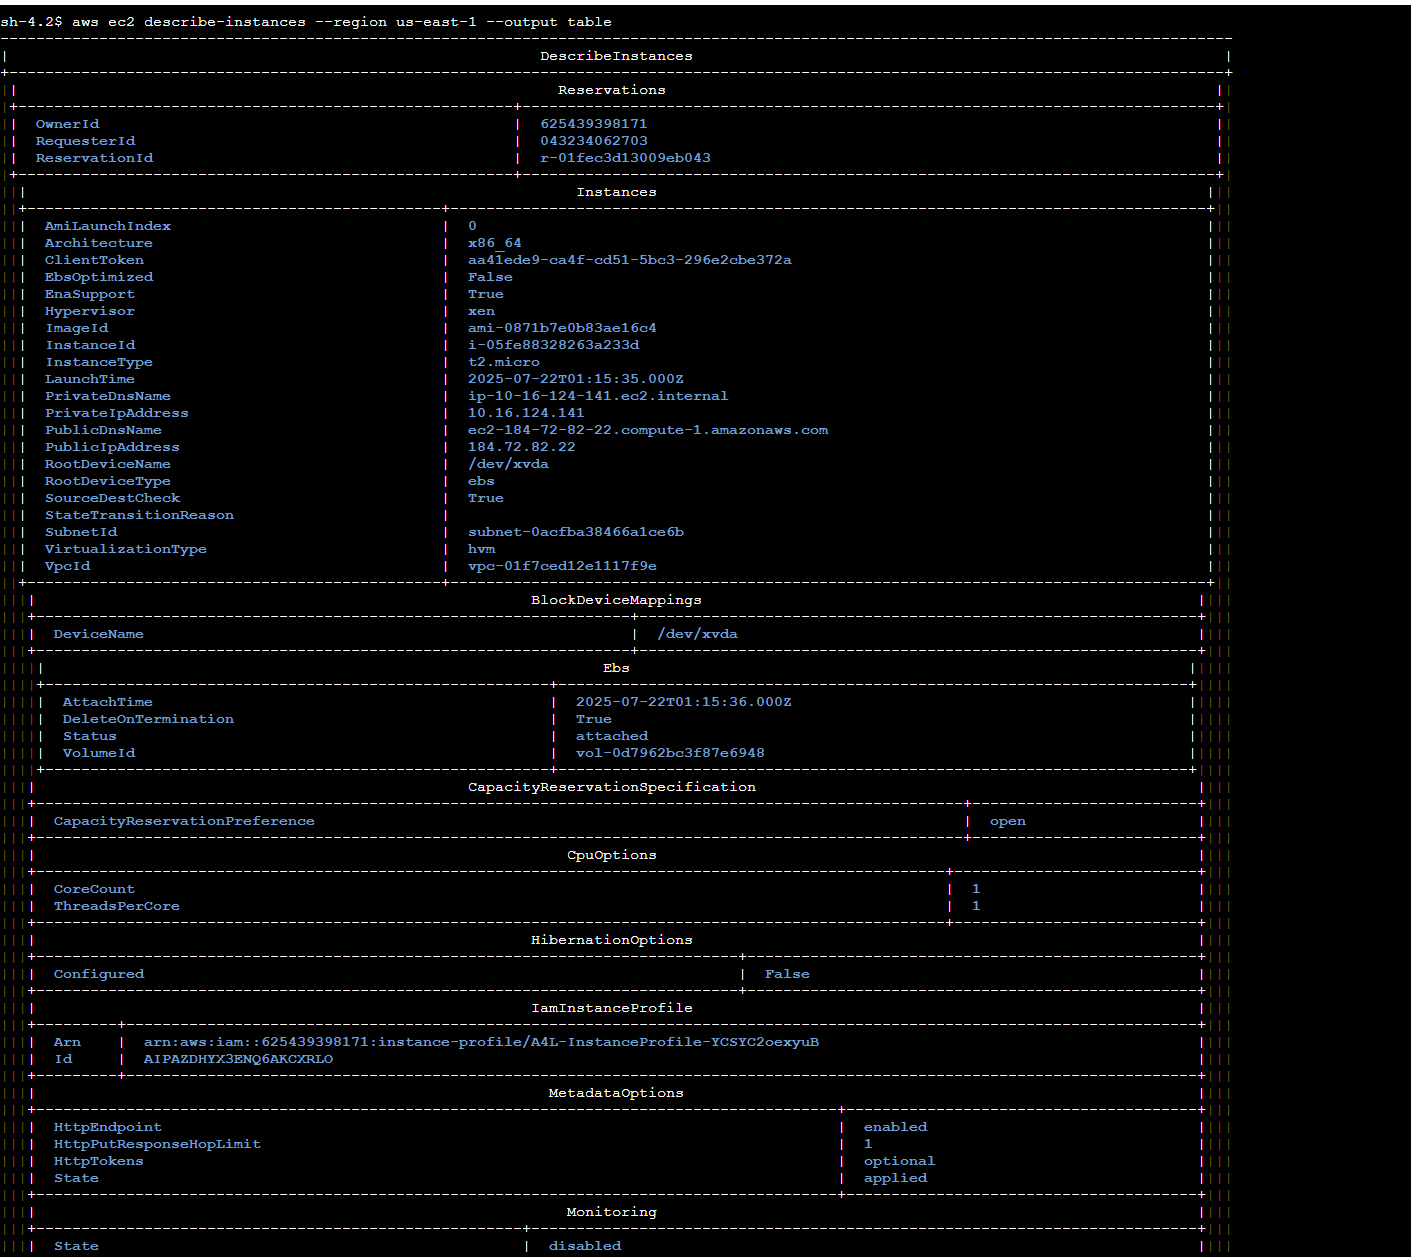 sh-4.2$ aws ec2 describe-instances --region us-east-1 --output table
DescribeInstances
Reservations
OwnerId | 625439398171
RequesterId | 043234062703
ReservationId | r-01fec3d13009eb043
Instances
AmiLaunchIndex | 0
Architecture | x86_64
ClientToken | aa41ede9-ca4f-cd51-5bc3-296e2cbe372a
EbsOptimized | False
EnaSupport | True
Hypervisor | xen
ImageId | ami-0871b7e0b83ae16c4
InstanceId | i-05fe88328263a233d
InstanceType | t2.micro
LaunchTime | 2025-07-22T01:15:35.000Z
PrivateDnsName | ip-10-16-124-141.ec2.internal
PrivateIpAddress | 10.16.124.141
PublicDnsName | ec2-184-72-82-22.compute-1.amazonaws.com
PublicIpAddress | 184.72.82.22
RootDeviceName | /dev/xvda
RootDeviceType | ebs
SourceDestCheck | True
StateTransitionReason |
SubnetId | subnet-0acfba38466a1ce6b
VirtualizationType | hvm
VpcId | vpc-01f7ced12e1117f9e
BlockDeviceMappings
DeviceName | /dev/xvda
Ebs
AttachTime | 2025-07-22T01:15:36.000Z
DeleteOnTermination | True
Status | attached
VolumeId | vol-0d7962bc3f87e6948
CapacityReservationSpecification
CapacityReservationPreference | open
CpuOptions
CoreCount | 1
ThreadsPerCore | 1
HibernationOptions
Configured | False
IamInstanceProfile
Arn | arn:aws:iam::625439398171:instance-profile/A4L-InstanceProfile-YCSYC2oexyuB
Id | AIPAZDHYX3ENQ6AKCXRLO
MetadataOptions
HttpEndpoint | enabled
HttpPutResponseHopLimit | 1
HttpTokens | optional
State | applied
Monitoring
State | disabled